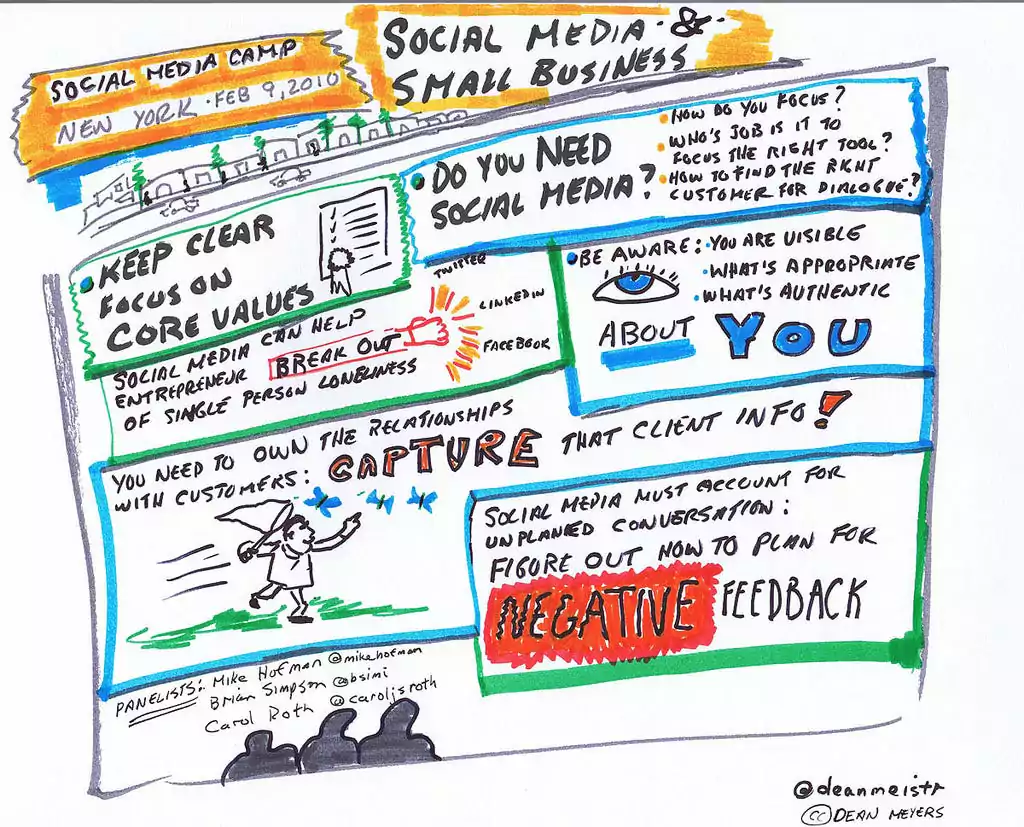 SOCIAL MEDIA CAMP
NEW YORK · FEB 9, 2010
SOCIAL MEDIA · & ·
SMALL BUSINESS
• DO YOU NEED
SOCIAL MEDIA?
• HOW DO YOU FOCUS?
• WHO'S JOB IS IT TO
FOCUS THE RIGHT TOOL?
• HOW TO FIND THE RIGHT
CUSTOMER FOR DIALOGUE?
• KEEP CLEAR
FOCUS ON
CORE VALUES
SOCIAL MEDIA CAN HELP
ENTREPRENEUR BREAK OUT
OF SINGLE PERSON LONELINESS
TWITTER
LINKEDIN
FACEBOOK
• BE AWARE: • YOU ARE VISIBLE
• WHAT'S APPROPRIATE
• WHAT'S AUTHENTIC
ABOUT YOU
YOU NEED TO OWN THE RELATIONSHIPS
WITH CUSTOMERS: CAPTURE THAT CLIENT INFO!
SOCIAL MEDIA MUST ACCOUNT FOR
UNPLANNED CONVERSATION:
FIGURE OUT HOW TO PLAN FOR
NEGATIVE FEEDBACK
PANELISTS: Mike Hofman @mikehofman
Brian Simpson @bsimi
Carol Roth @caroljsroth
@deanmeistr
(CC) DEAN MEYERS